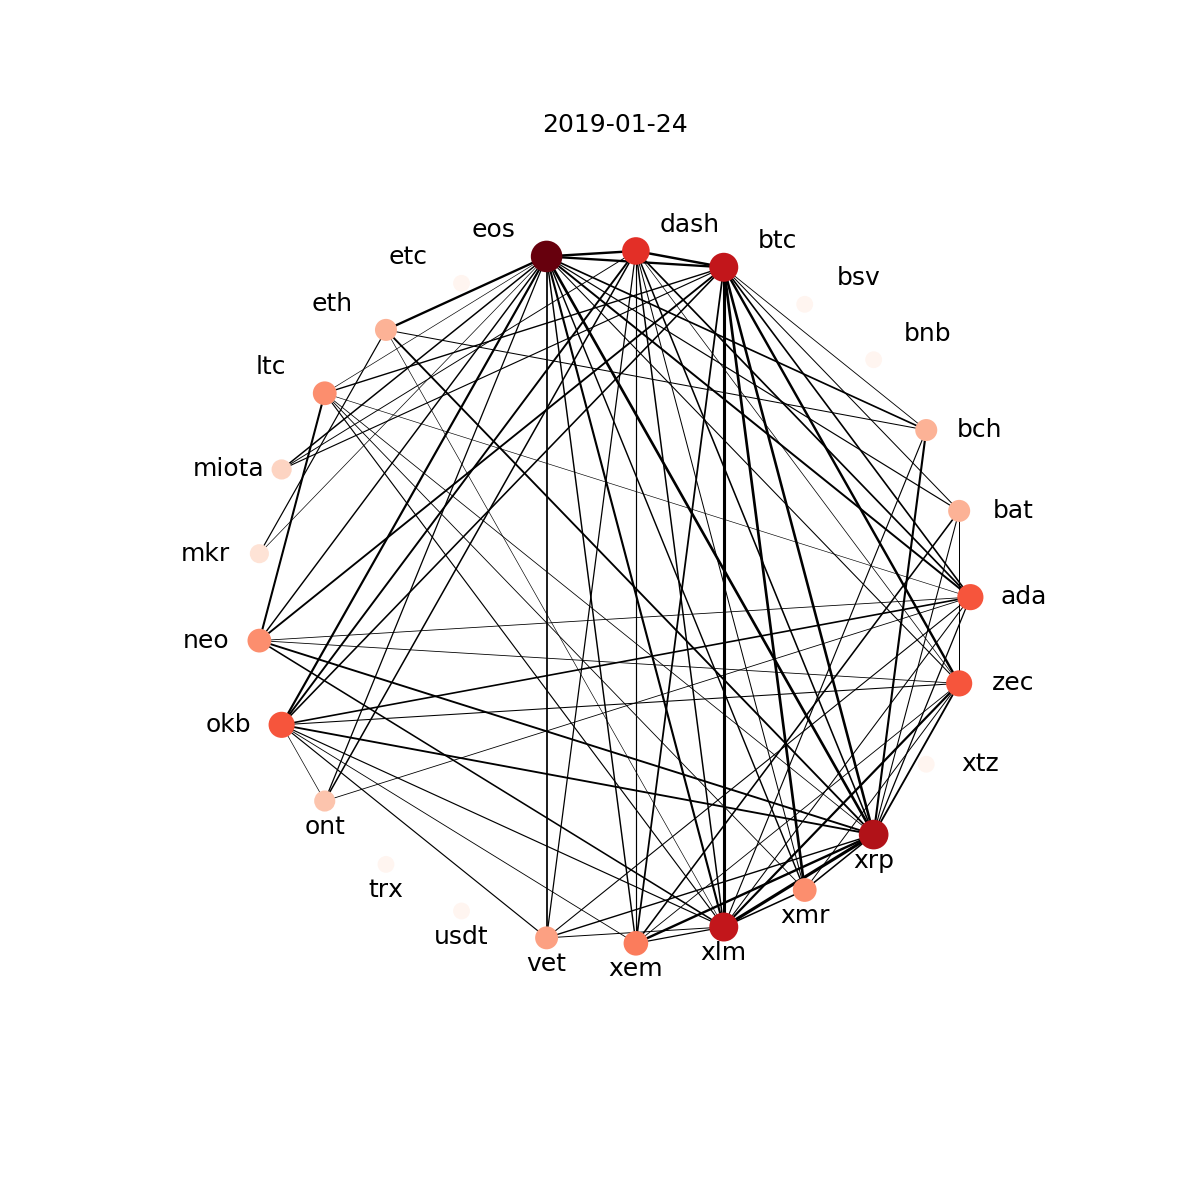 2019-01-24
dash
eos
btc
etc
bsv
eth
bnb
ltc
bch
miota
bat
mkr
ada
neo
zec
okb
xtz
ont
xrp
trx
xmr
usdt
xlm
vet
xem